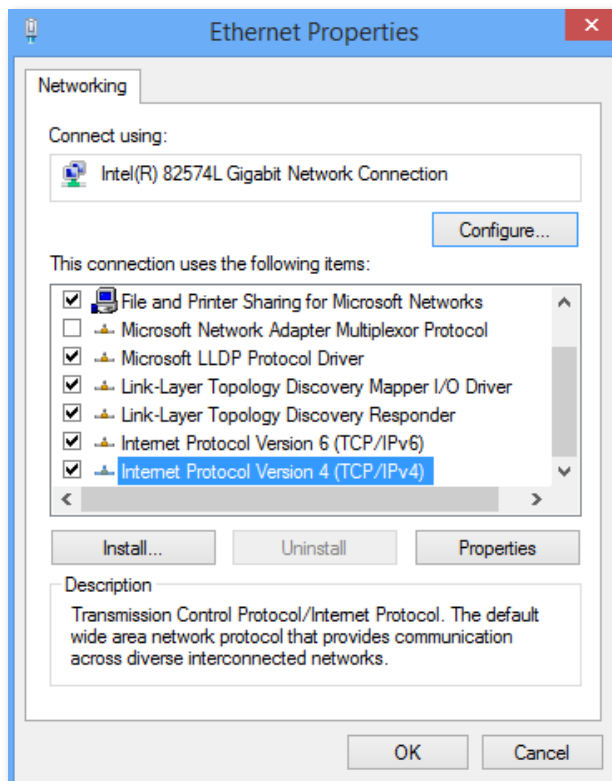 Ethernet Properties
Networking
Connect using:
Intel(R) 82574L Gigabit Network Connection
Configure...
This connection uses the following items:
File and Printer Sharing for Microsoft Networks
Microsoft Network Adapter Multiplexor Protocol
Microsoft LLDP Protocol Driver
Link-Layer Topology Discovery Mapper I/O Driver
Link-Layer Topology Discovery Responder
Internet Protocol Version 6 (TCP/IPv6)
Internet Protocol Version 4 (TCP/IPv4)
Install... Uninstall Properties
Description
Transmission Control Protocol/Internet Protocol. The default
wide area network protocol that provides communication
across diverse interconnected networks.
OK Cancel